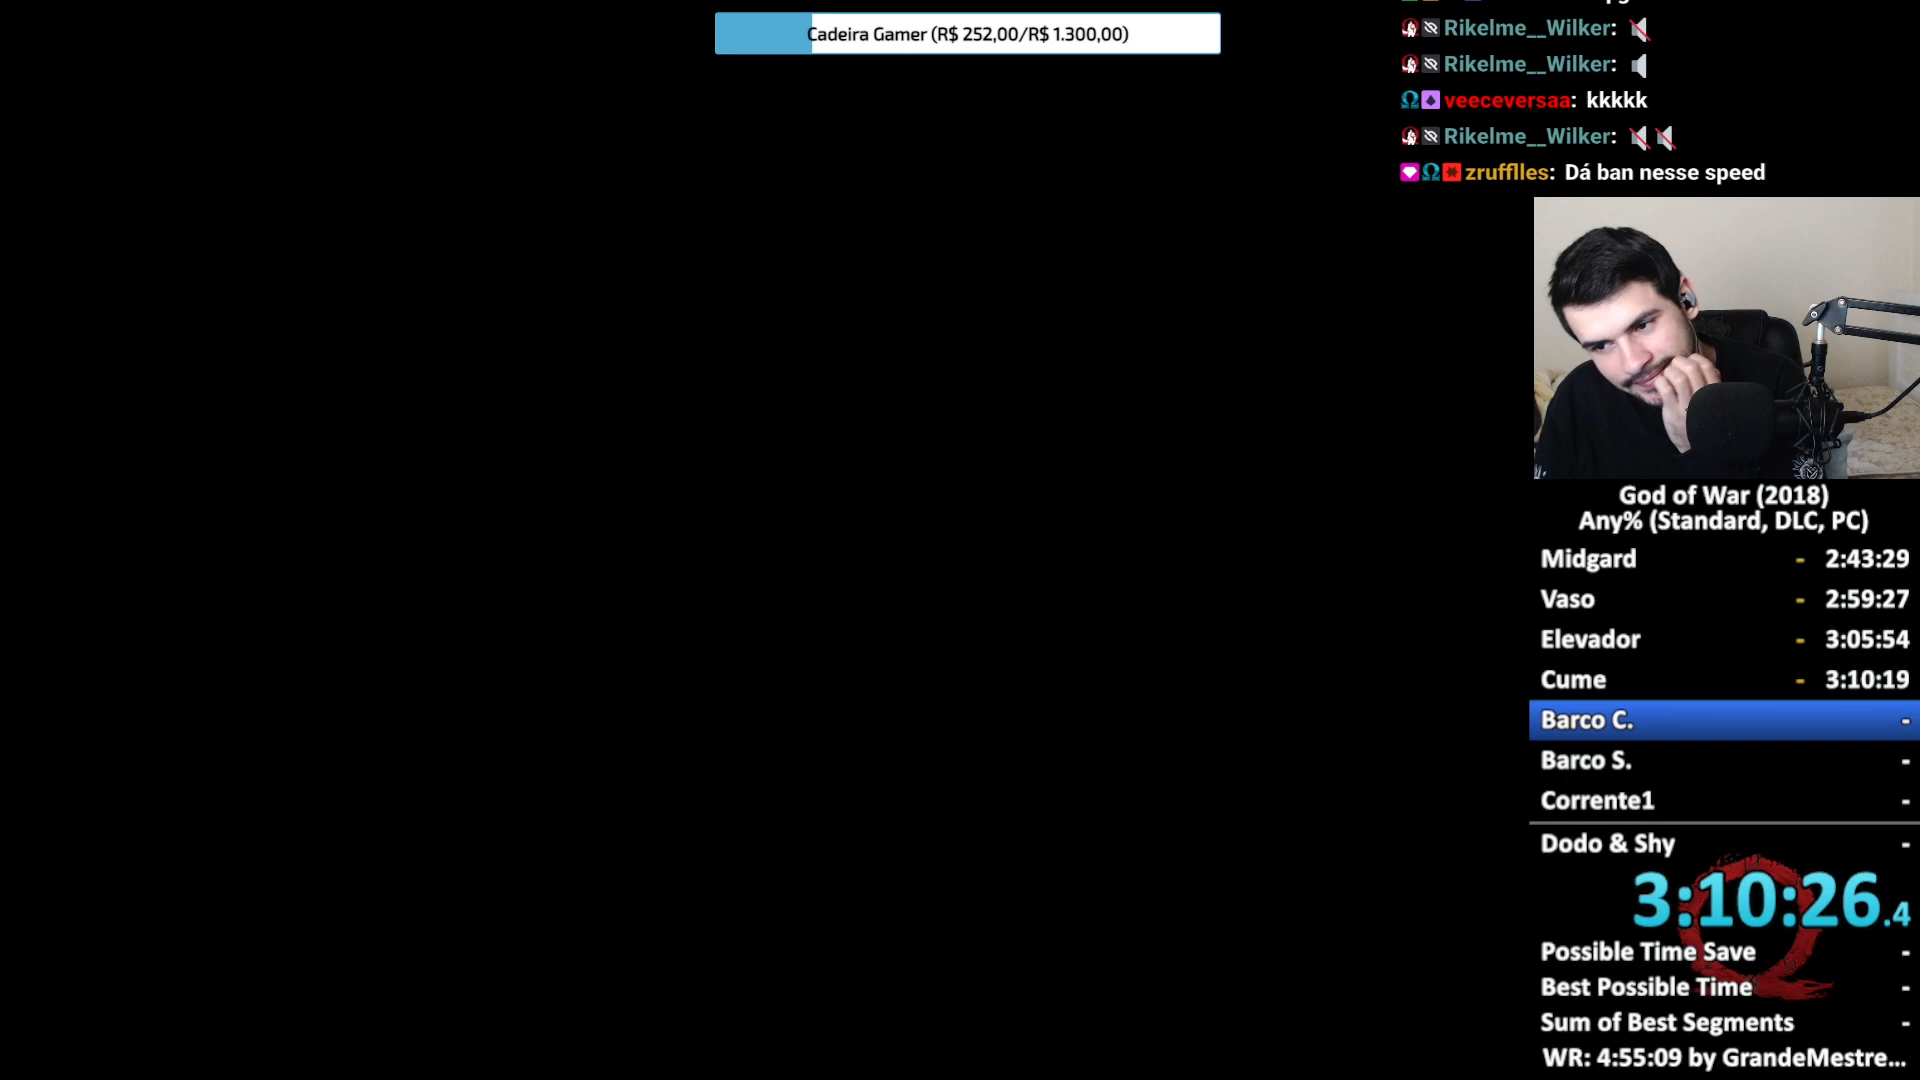 Cadeira Gamer (R$ 252,00/R$ 1.300,00)
Rikelme__Wilker:
Rikelme__Wilker:
veeceversaa: kkkkk
Rikelme__Wilker:
zrufflles: Dá ban nesse speed
God of War (2018)
Any% (Standard, DLC, PC)
Midgard - 2:43:29
Vaso - 2:59:27
Elevador - 3:05:54
Cume - 3:10:19
Barco C. -
Barco S. -
Corrente1 -
Dodo & Shy -
3:10:26.4
Possible Time Save -
Best Possible Time -
Sum of Best Segments -
WR: 4:55:09 by GrandeMestre...